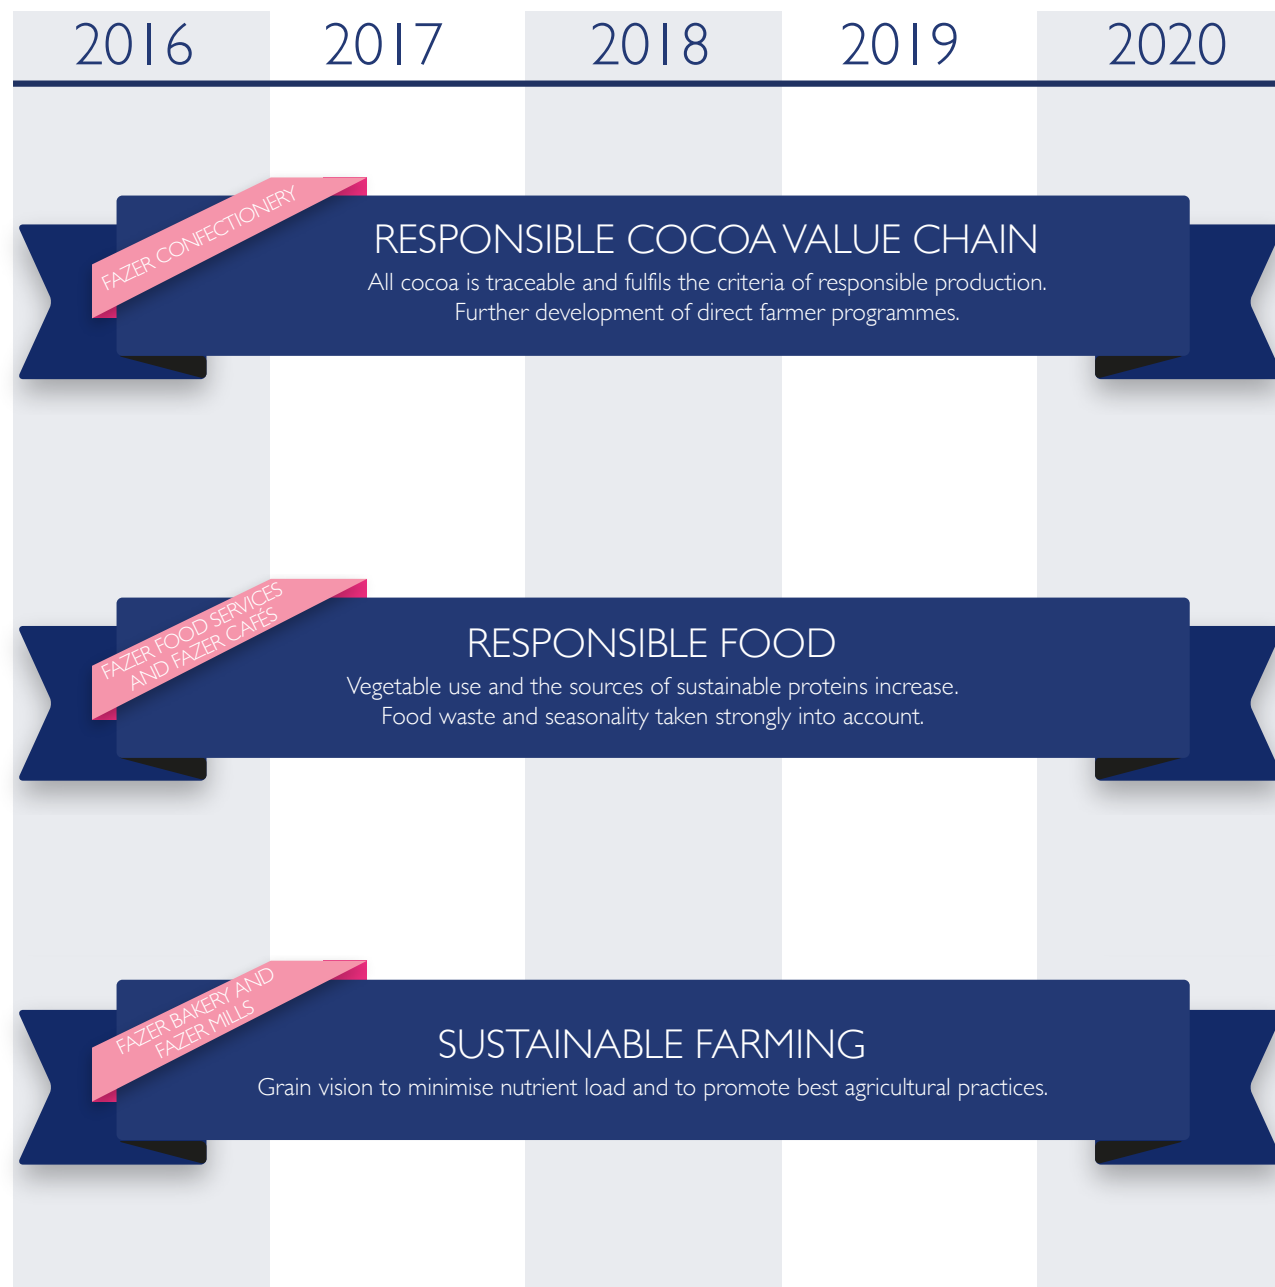 2016 2017 2018 2019 2020
FAZER CONFECTIONERY
RESPONSIBLE COCOA VALUE CHAIN
All cocoa is traceable and fulfils the criteria of responsible production.
Further development of direct farmer programmes.
FAZER FOOD SERVICES
AND FAZER CAFÉS
RESPONSIBLE FOOD
Vegetable use and the sources of sustainable proteins increase.
Food waste and seasonality taken strongly into account.
FAZER BAKERY AND
FAZER MILLS
SUSTAINABLE FARMING
Grain vision to minimise nutrient load and to promote best agricultural practices.